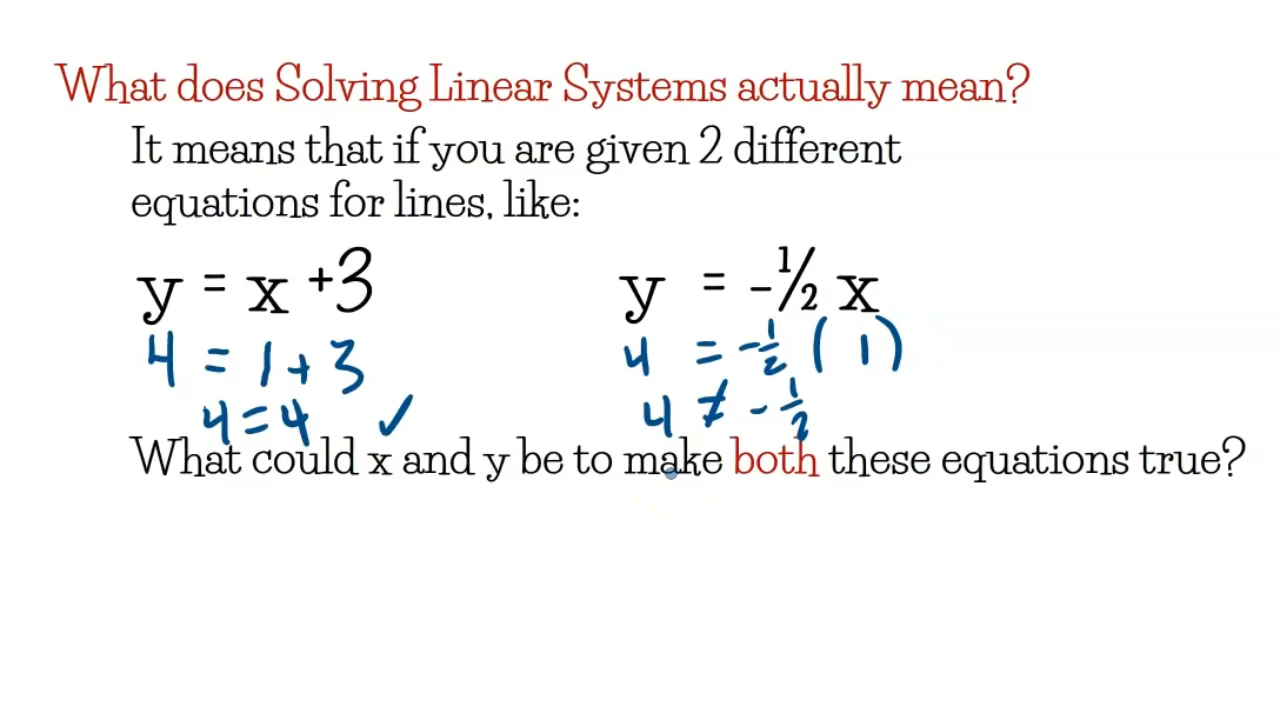 What does Solving Linear Systems actually mean?
It means that if you are given 2 different
equations for lines, like:
y = x +3
y = -1/2 x
4 = 1 + 3
4 = -1/2 ( 1 )
4 = 4 ✓
4 ≠ -1/2
What could x and y be to make both these equations true?